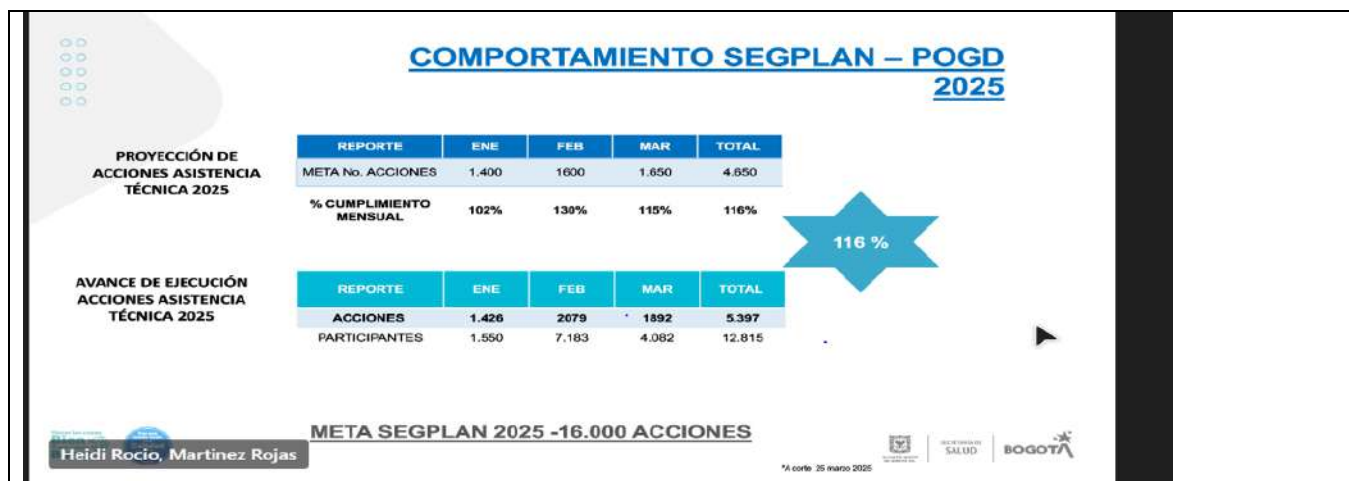 COMPORTAMIENTO SEGPLAN – POGD
2025
PROYECCIÓN DE
ACCIONES ASISTENCIA
TÉCNICA 2025
REPORTE ENE FEB MAR TOTAL
META No. ACCIONES 1.400 1600 1.650 4.650
% CUMPLIMIENTO
MENSUAL 102% 130% 115% 116%
116 %
AVANCE DE EJECUCIÓN
ACCIONES ASISTENCIA
TÉCNICA 2025
REPORTE ENE FEB MAR TOTAL
ACCIONES 1.426 2079 1892 5.397
PARTICIPANTES 1.550 7.183 4.082 12.815
META SEGPLAN 2025 -16.000 ACCIONES
Heidi Rocio, Martinez Rojas
SALUD
BOGOTÁ
*A corte 25 marzo 2025